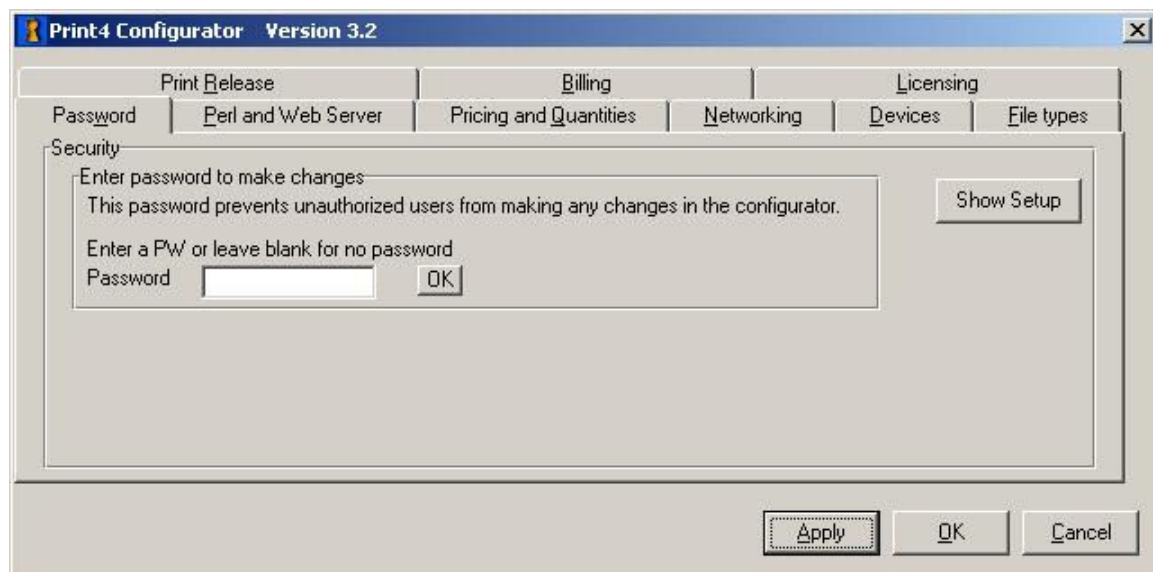 Print4 Configurator Version 3.2
Print Release Billing Licensing
Password Perl and Web Server Pricing and Quantities Networking Devices File types
Security
Enter password to make changes
This password prevents unauthorized users from making any changes in the configurator.
Show Setup
Enter a PW or leave blank for no password
Password OK
Apply OK Cancel